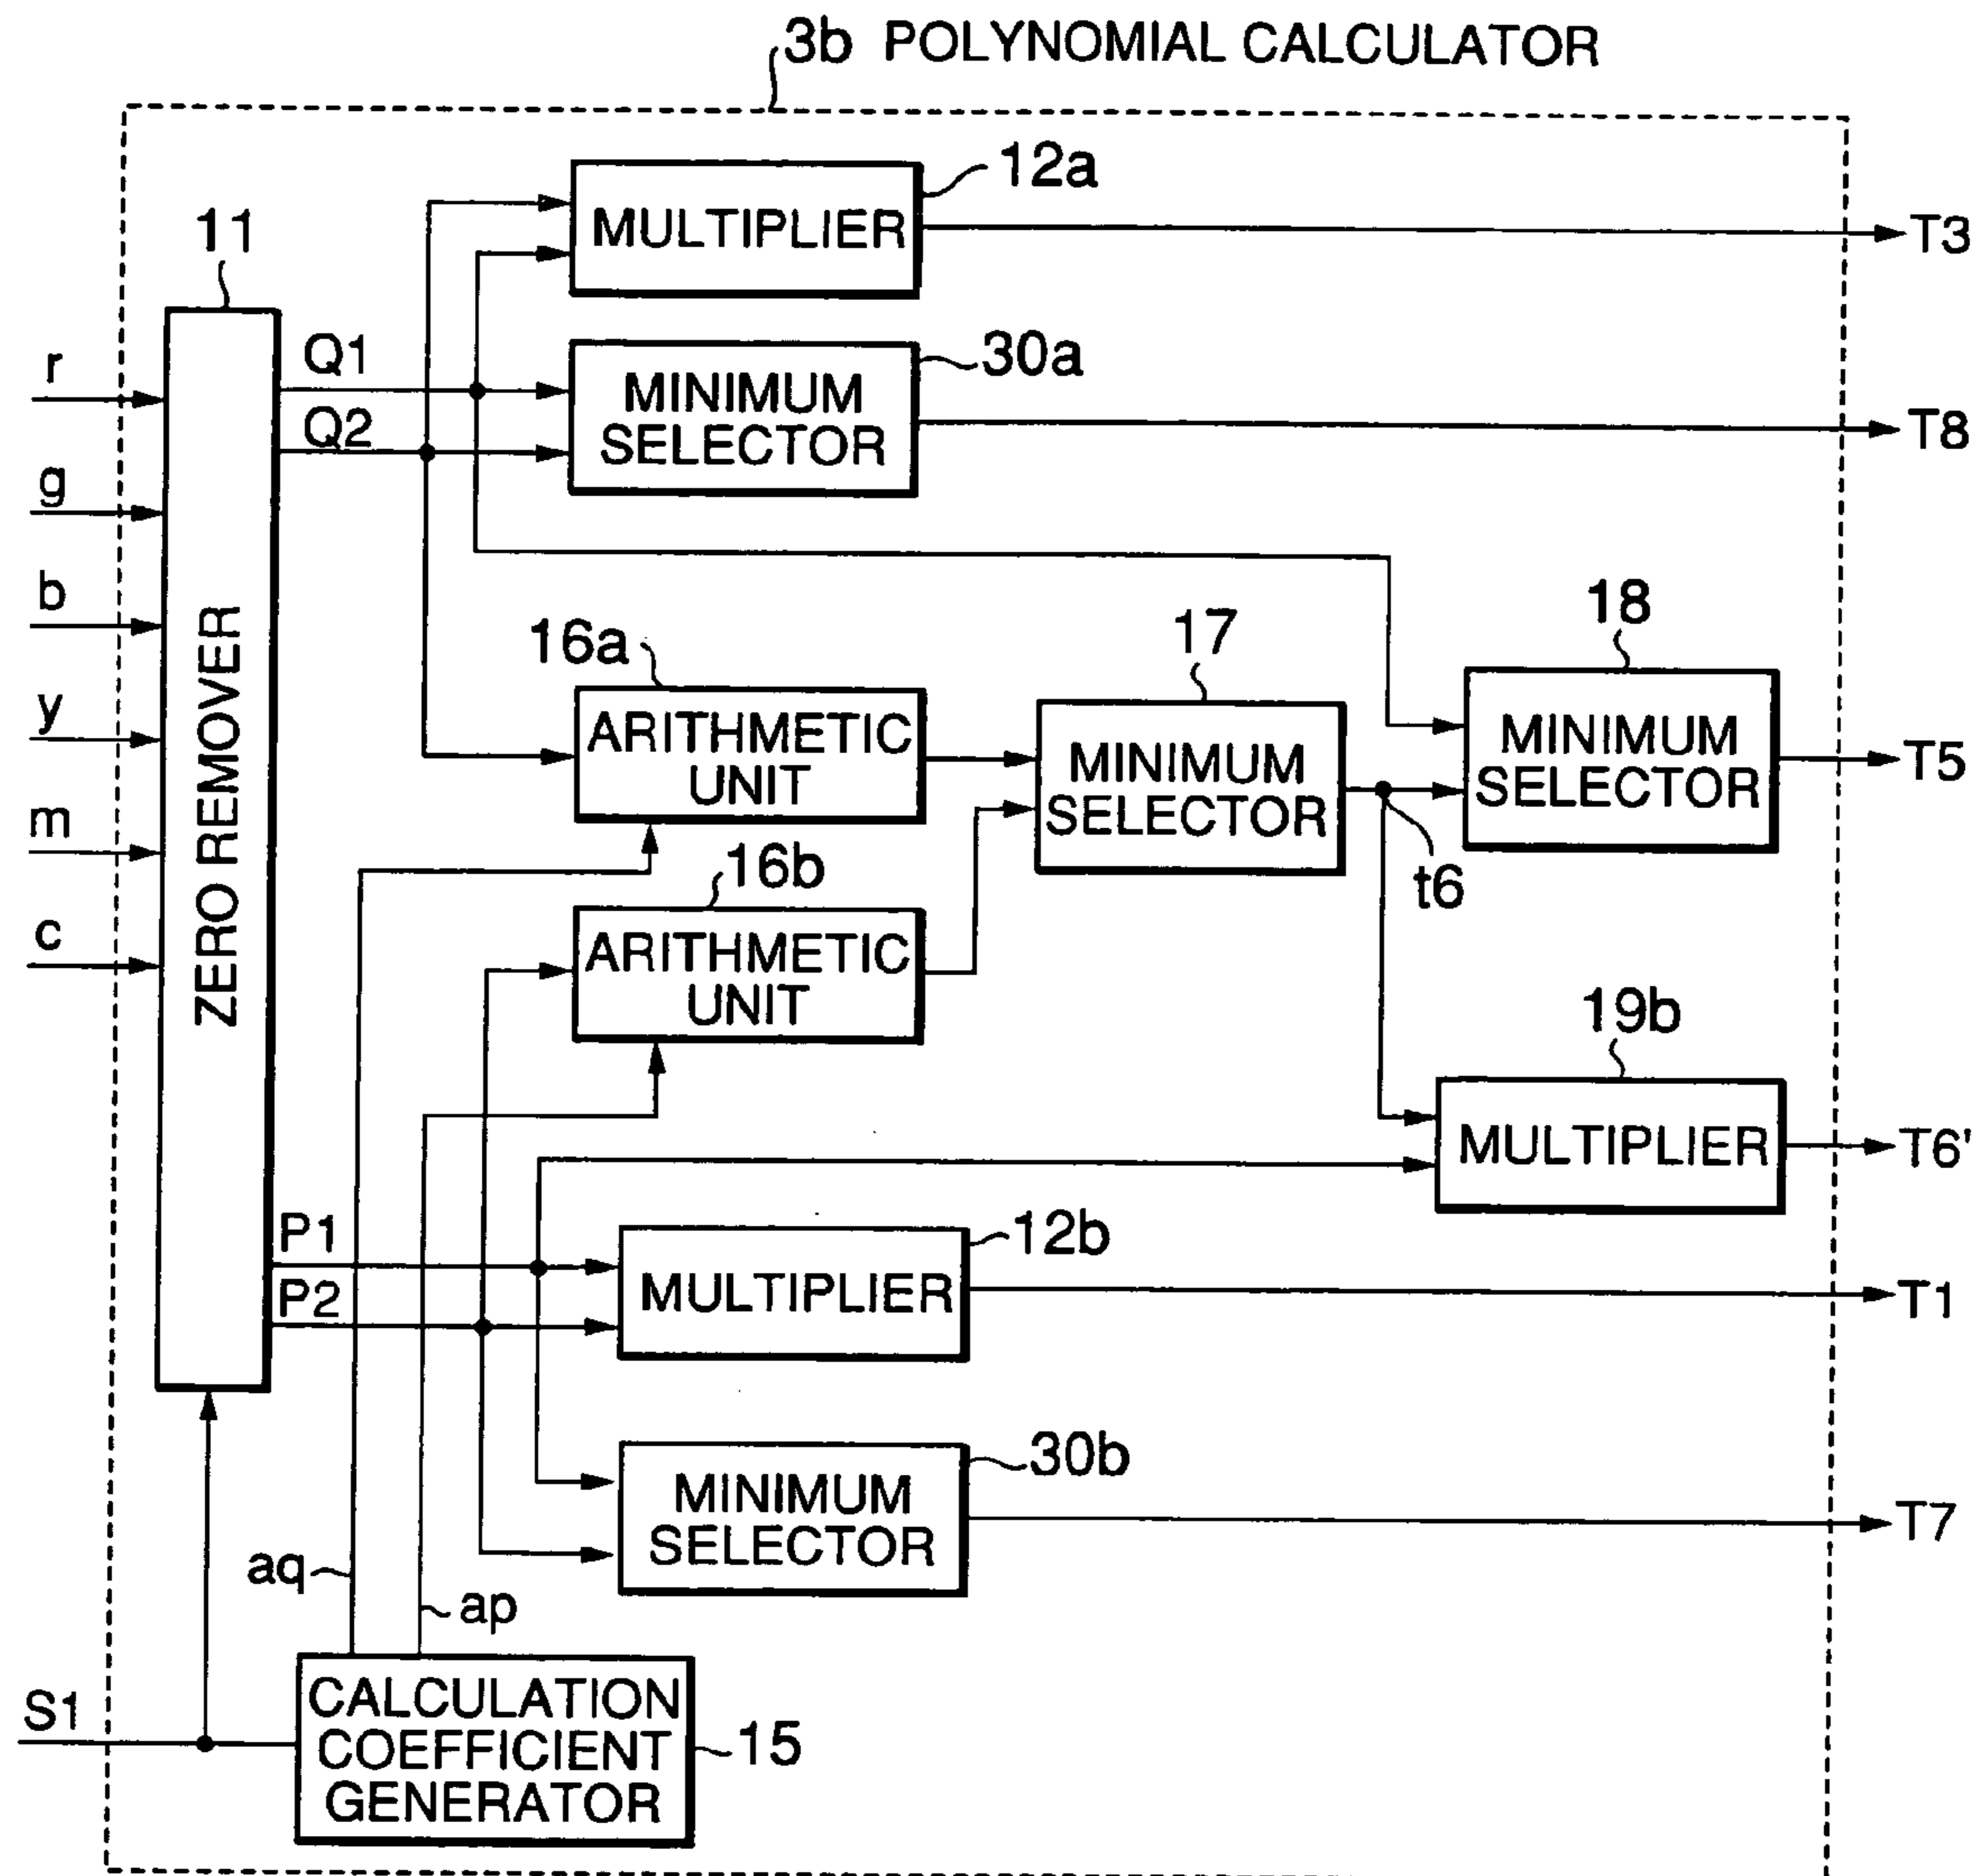 3b POLYNOMIAL CALCULATOR
12a
MULTIPLIER
T3
11
Q1
30a
r
MINIMUM
SELECTOR
Q2
T8
g
b
18
17
16a
y
ARITHMETIC
UNIT
MINIMUM
SELECTOR
MINIMUM
SELECTOR
T5
ZERO REMOVER
m
16b
t6
c
ARITHMETIC
UNIT
19b
MULTIPLIER
T6'
P1
12b
P2
MULTIPLIER
T1
30b
MINIMUM
SELECTOR
T7
aq
ap
S1
CALCULATION
COEFFICIENT
GENERATOR
15